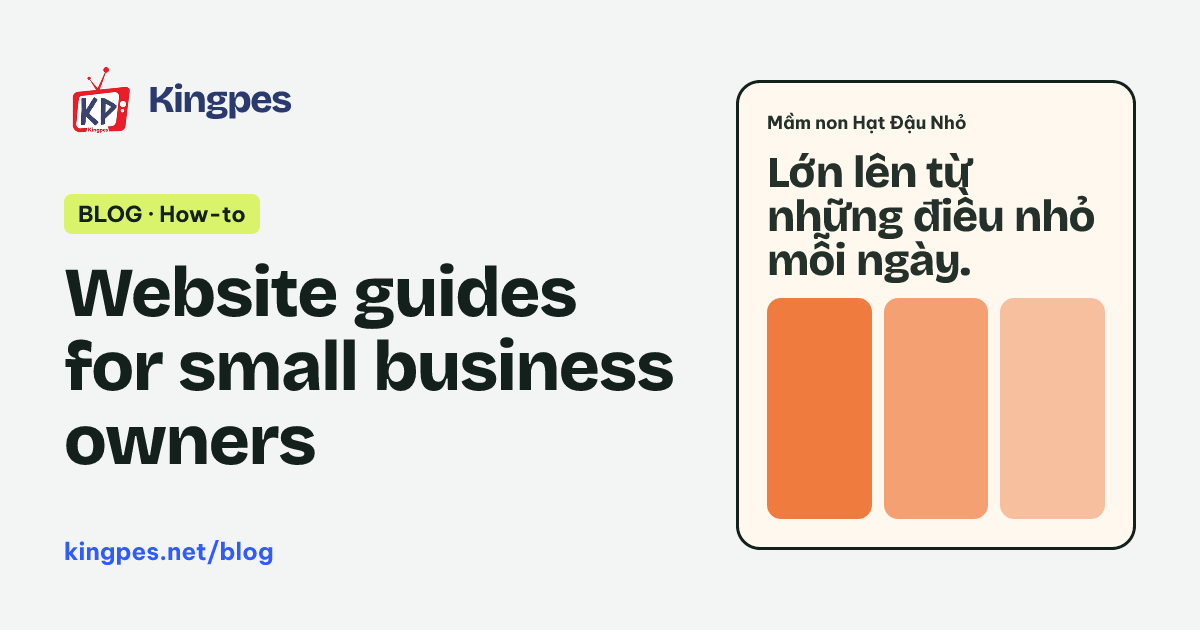 KP
Kingpes
Kingpes
BLOG · How-to
Website guides
for small business
owners
kingpes.net/blog
Mầm non Hạt Đậu Nhỏ
Lớn lên từ
những điều nhỏ
mỗi ngày.